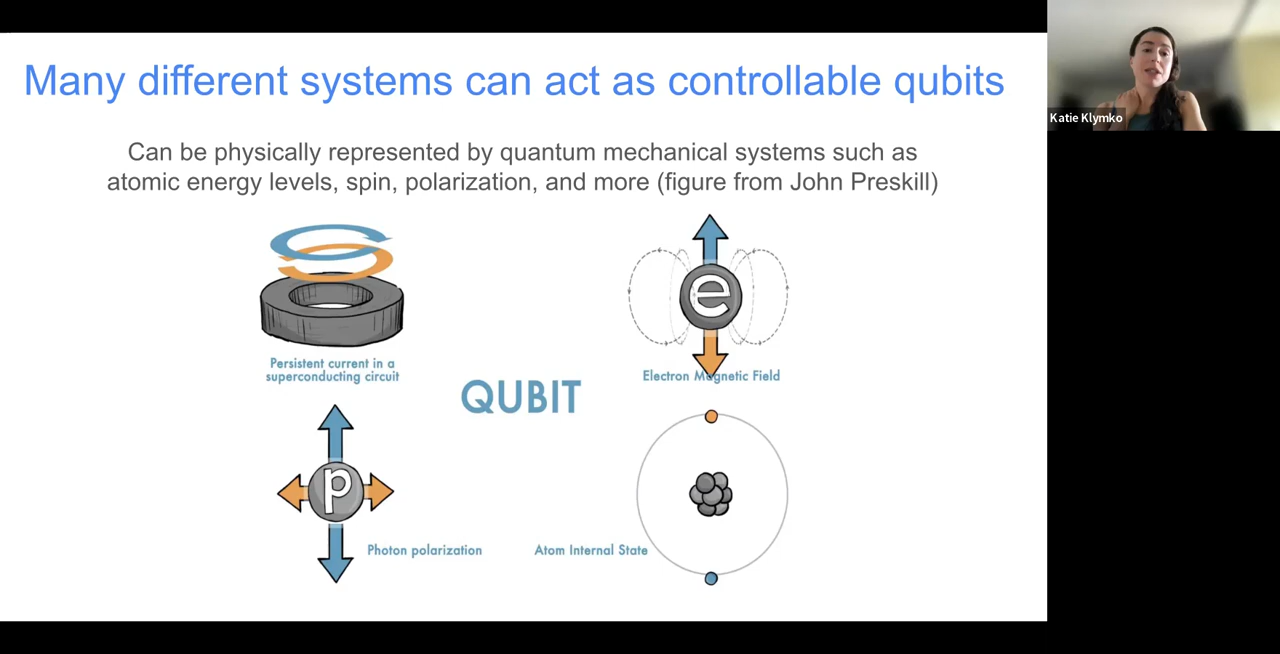 Many different systems can act as controllable qubits
Katie Klymko
Can be physically represented by quantum mechanical systems such as
atomic energy levels, spin, polarization, and more (figure from John Preskill)
Persistent current in a
superconducting circuit
e
Electron Magnetic Field
QUBIT
p
Photon polarization
Atom Internal State